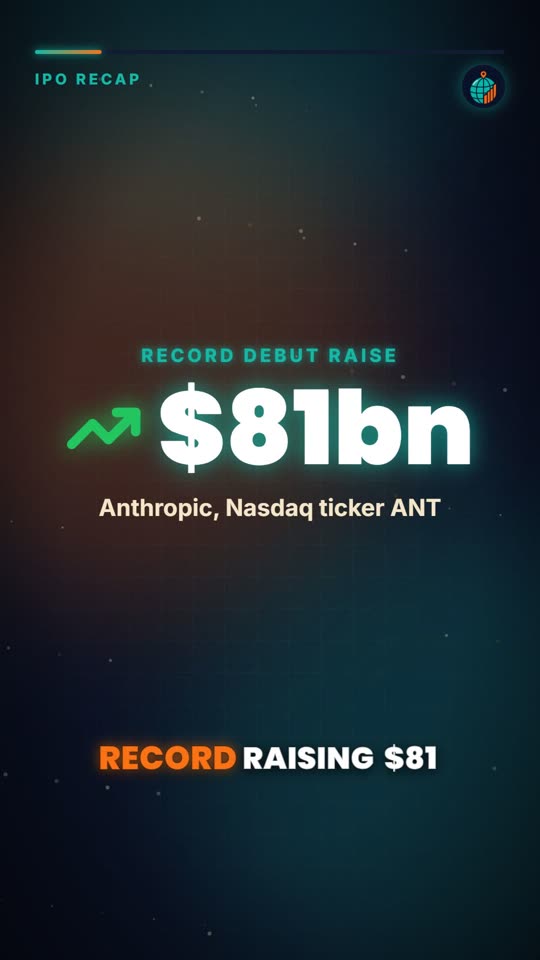 IPO RECAP
RECORD DEBUT RAISE
$81bn
Anthropic, Nasdaq ticker ANT
RECORD RAISING $81